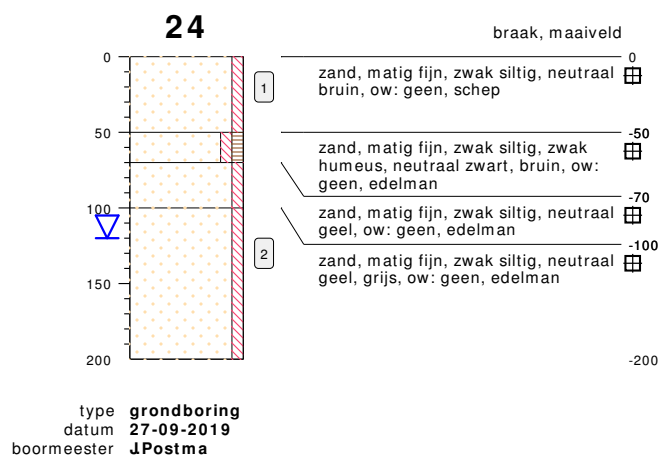 24
braak, maaiveld
0
0
zand, matig fijn, zwak siltig, neutraal
bruin, ow: geen, schep
1
50
-50
zand, matig fijn, zwak siltig, zwak
humeus, neutraal zwart, bruin, ow:
geen, edelman
-70
100
zand, matig fijn, zwak siltig, neutraal
geel, ow: geen, edelman
-100
2
zand, matig fijn, zwak siltig, neutraal
geel, grijs, ow: geen, edelman
150
200
-200
type grondboring
datum 27-09-2019
boormeester J.Postma